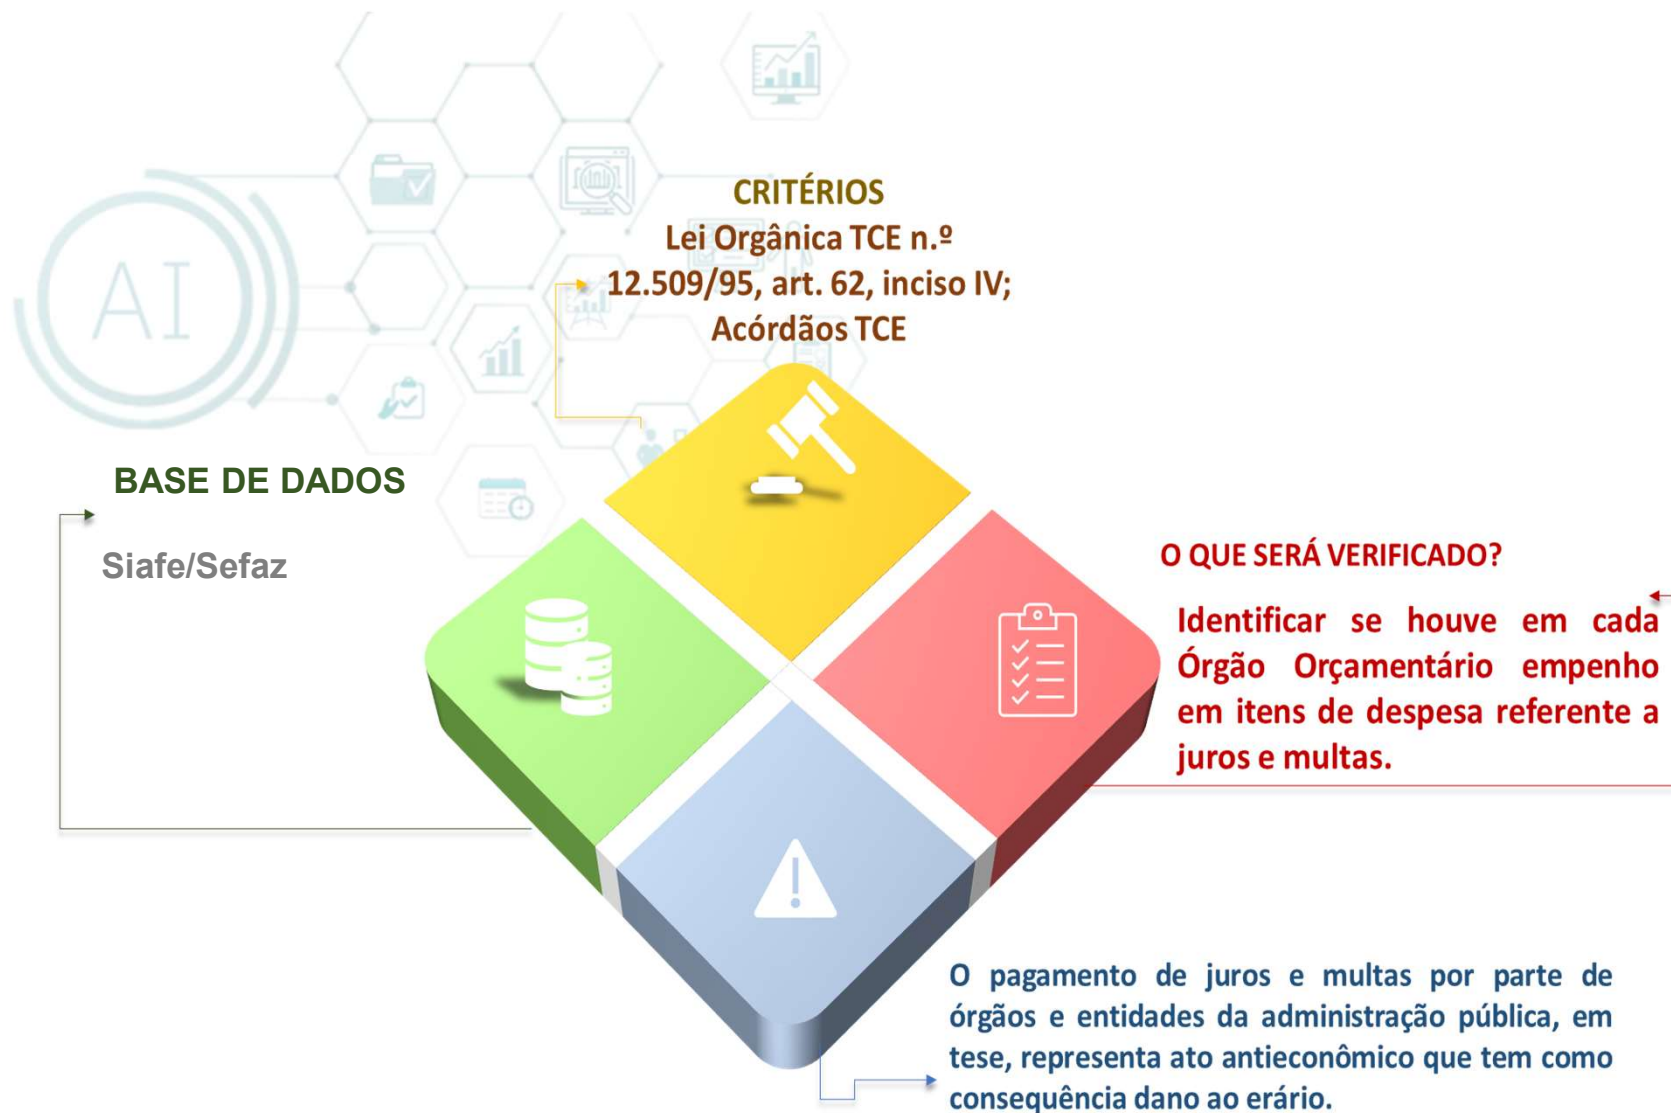 AI
CRITÉRIOS
Lei Orgânica TCE n.º
12.509/95, art. 62, inciso IV;
Acórdãos TCE
BASE DE DADOS
Siafe/Sefaz
O QUE SERÁ VERIFICADO?
Identificar se houve em cada
Órgão Orçamentário empenho
em itens de despesa referente a
juros e multas.
O pagamento de juros e multas por parte de
órgãos e entidades da administração pública, em
tese, representa ato antieconômico que tem como
consequência dano ao erário.